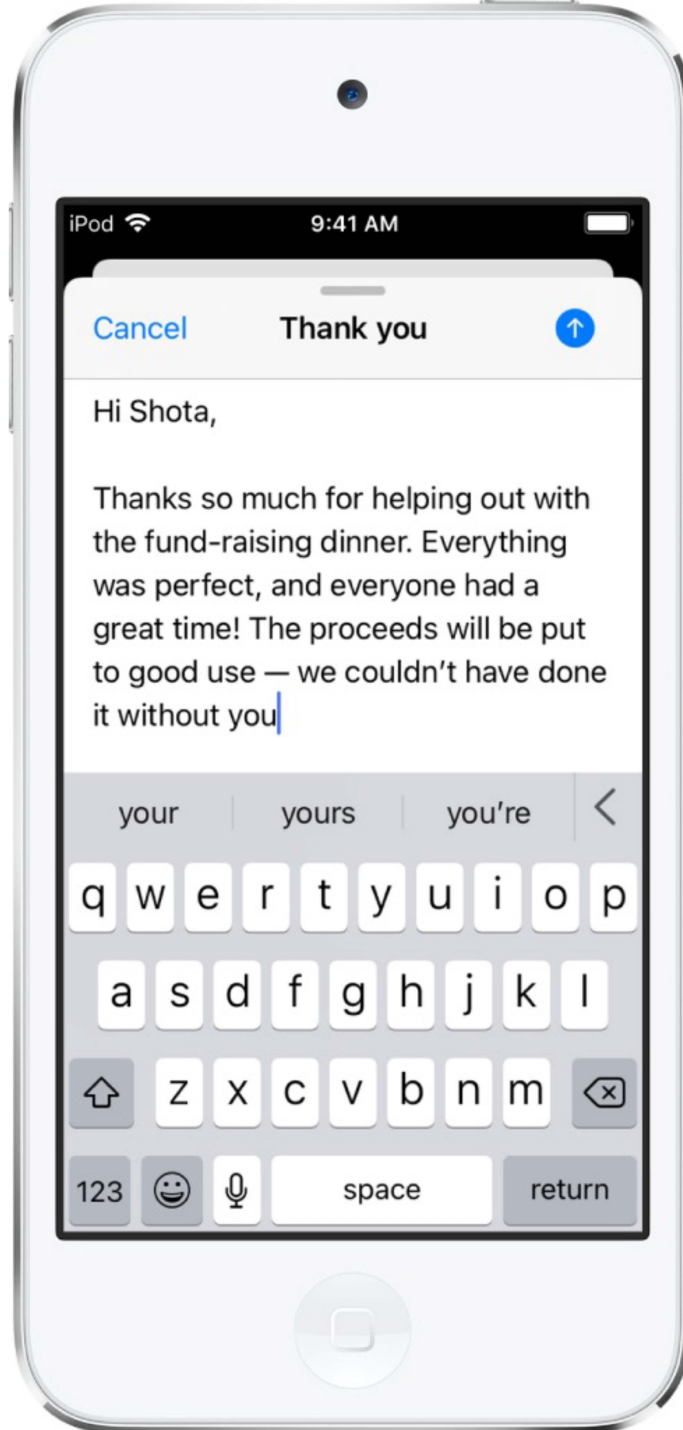 iPod 9:41 AM
Cancel Thank you
Hi Shota,
Thanks so much for helping out with
the fund-raising dinner. Everything
was perfect, and everyone had a
great time! The proceeds will be put
to good use — we couldn’t have done
it without you
your yours you’re
q w e r t y u i o p
a s d f g h j k l
z x c v b n m
123 space return